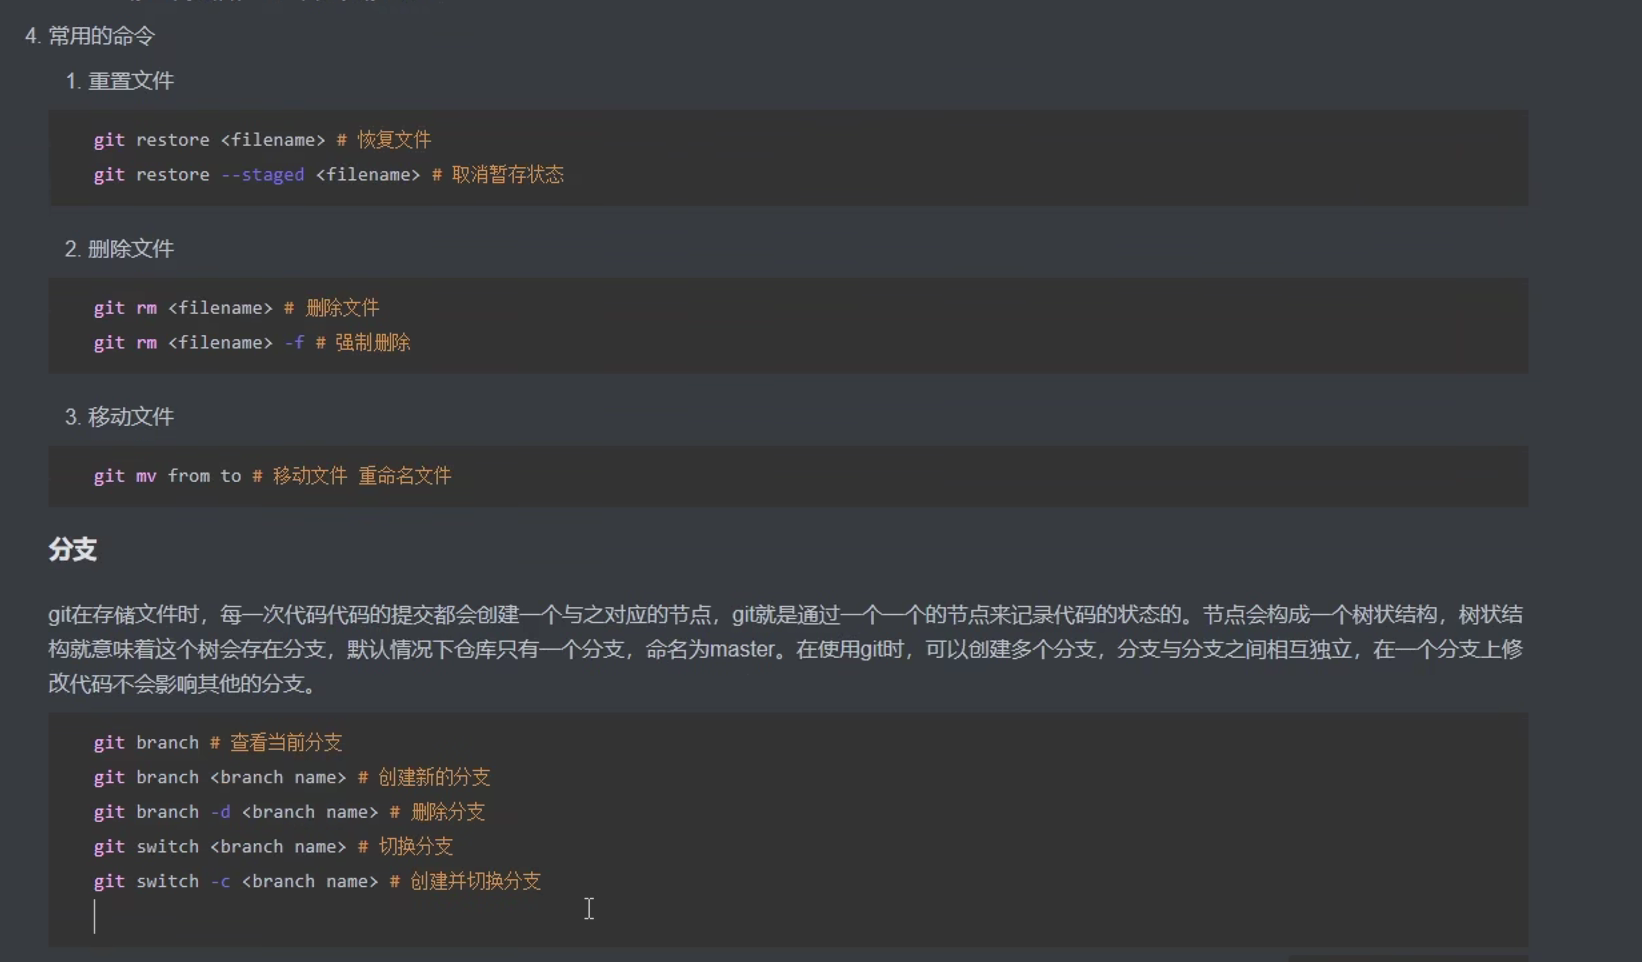 4. 常用的命令
1. 重置文件
git restore <filename> # 恢复文件
git restore --staged <filename> # 取消暂存状态
2. 删除文件
git rm <filename> # 删除文件
git rm <filename> -f # 强制删除
3. 移动文件
git mv from to # 移动文件 重命名文件
分支
git在存储文件时，每一次代码代码的提交都会创建一个与之对应的节点，git就是通过一个一个的节点来记录代码的状态的。节点会构成一个树状结构，树状结
构就意味着这个树会存在分支，默认情况下仓库只有一个分支，命名为master。在使用git时，可以创建多个分支，分支与分支之间相互独立，在一个分支上修
改代码不会影响其他的分支。
git branch # 查看当前分支
git branch <branch name> # 创建新的分支
git branch -d <branch name> # 删除分支
git switch <branch name> # 切换分支
git switch -c <branch name> # 创建并切换分支